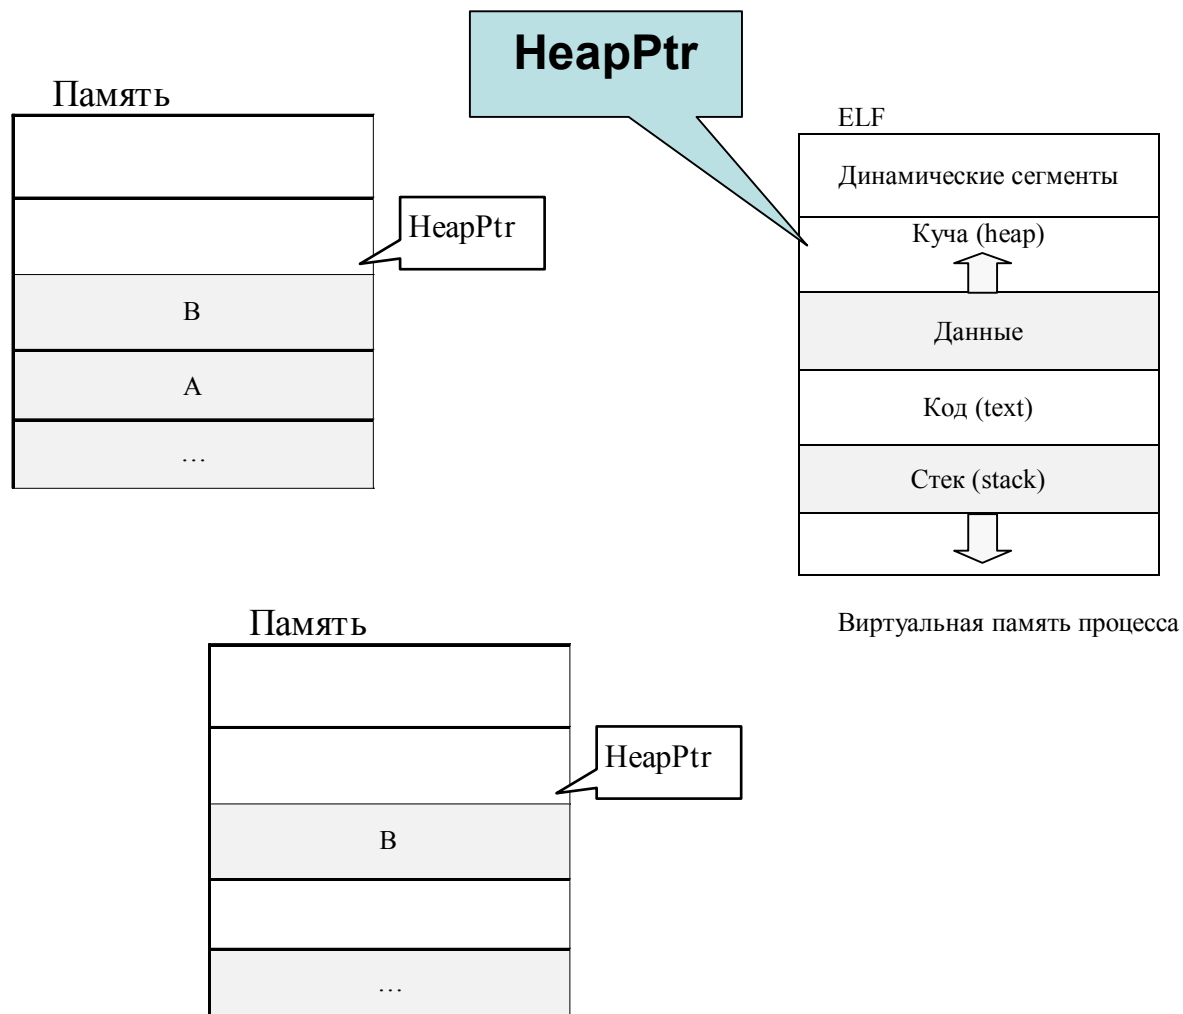 HeapPtr
Память
HeapPtr
В
А
…
ELF
Динамические сегменты
Куча (heap)
Данные
Код (text)
Стек (stack)
Виртуальная память процесса
Память
HeapPtr
В
…